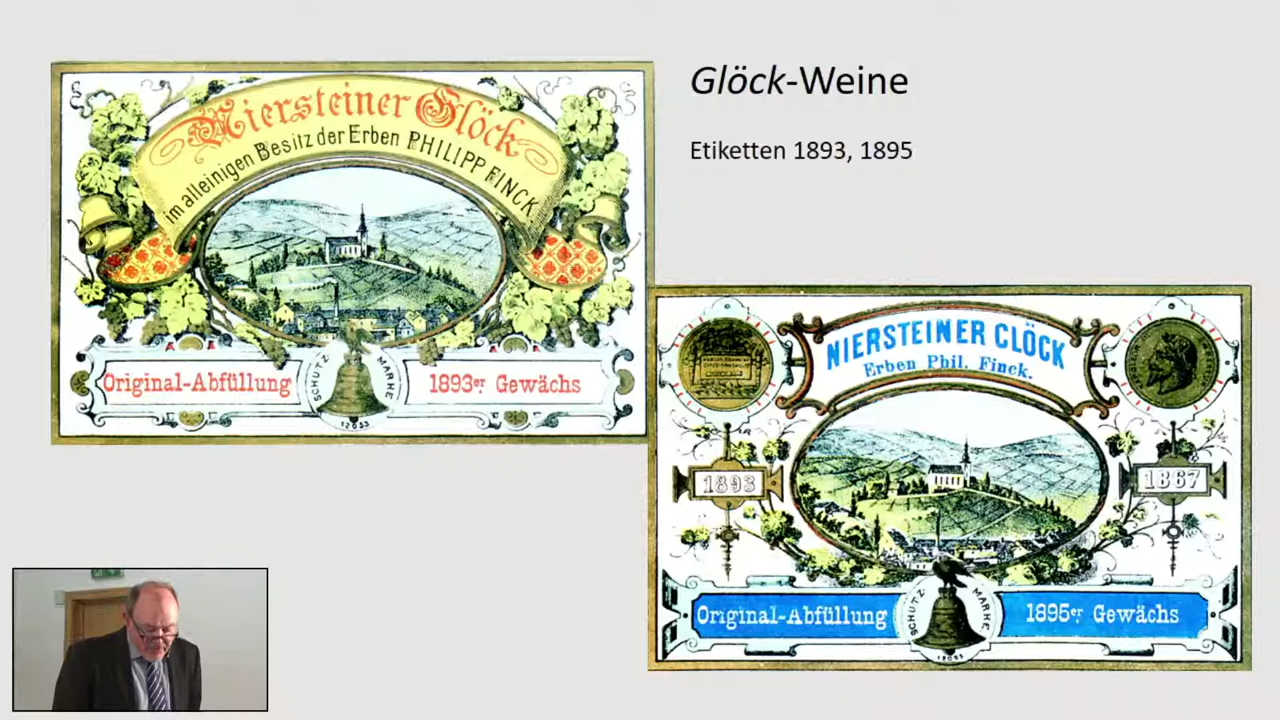 Glöck-Weine
Etiketten 1893, 1895
Niersteiner Glöck
im alleinigen Besitz der Erben PHILIPP FINCK
Original-Abfüllung
SCHUTZ MARKE
1893er Gewächs
NIERSTEINER GLÖCK
Erben Phil. Finck.
1893
1867
Original-Abfüllung
SCHUTZ MARKE
1895er Gewächs